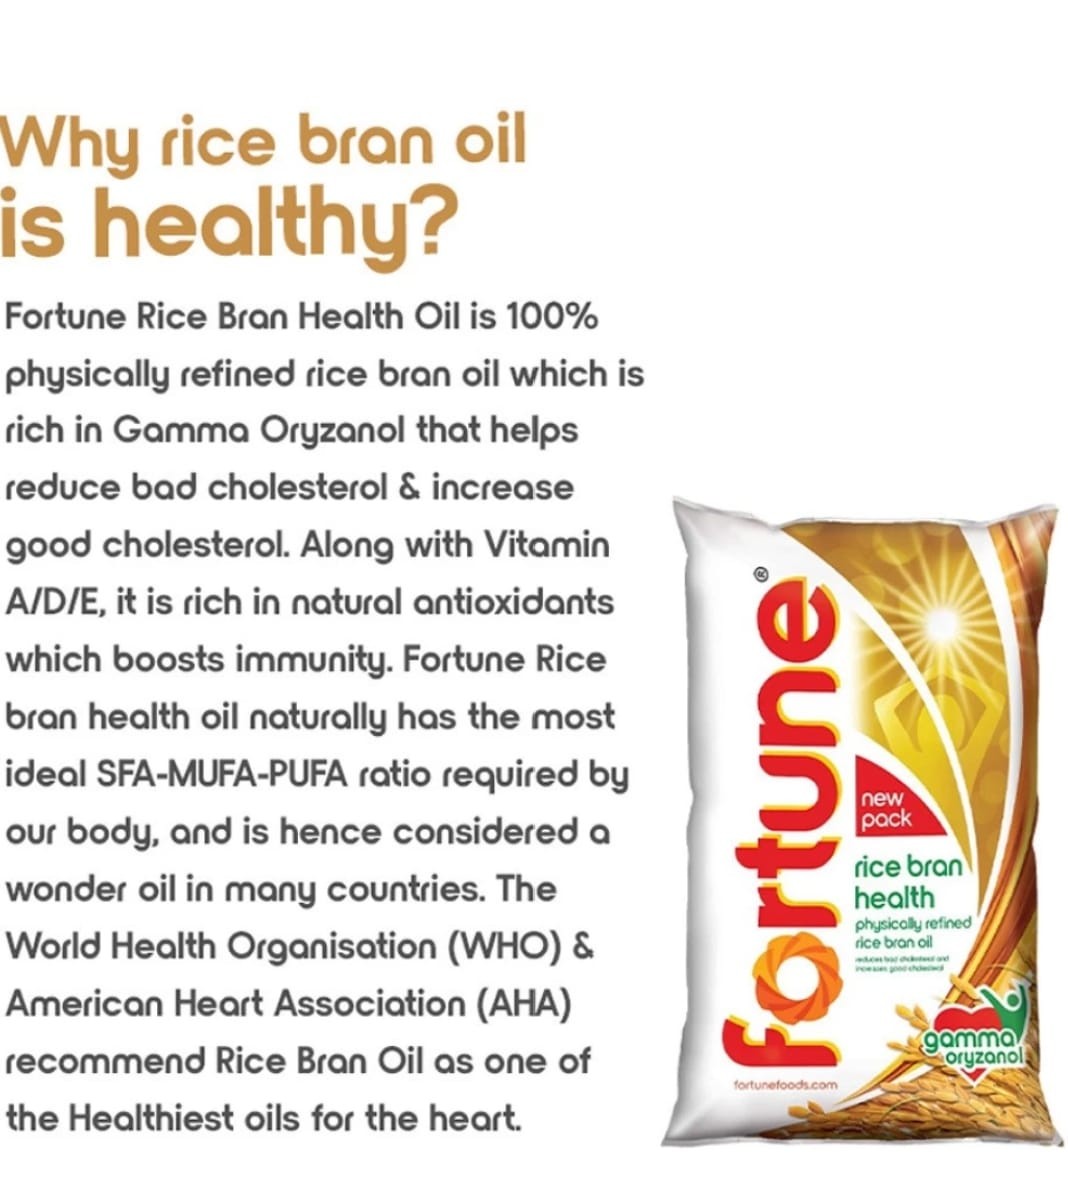 Why rice bran oil
is healthy?
Fortune Rice Bran Health Oil is 100%
physically refined rice bran oil which is
rich in Gamma Oryzanol that helps
reduce bad cholesterol & increase
good cholesterol. Along with Vitamin
A/D/E, it is rich in natural antioxidants
which boosts immunity. Fortune Rice
bran health oil naturally has the most
ideal SFA-MUFA-PUFA ratio required by
our body, and is hence considered a
wonder oil in many countries. The
World Health Organisation (WHO) &
American Heart Association (AHA)
recommend Rice Bran Oil as one of
the Healthiest oils for the heart.
fortune®
new
pack
rice bran
health
physically refined
rice bran oil
reduces bad cholesterol and
increases good cholesterol
gamma
oryzanol
fortunefoods.com